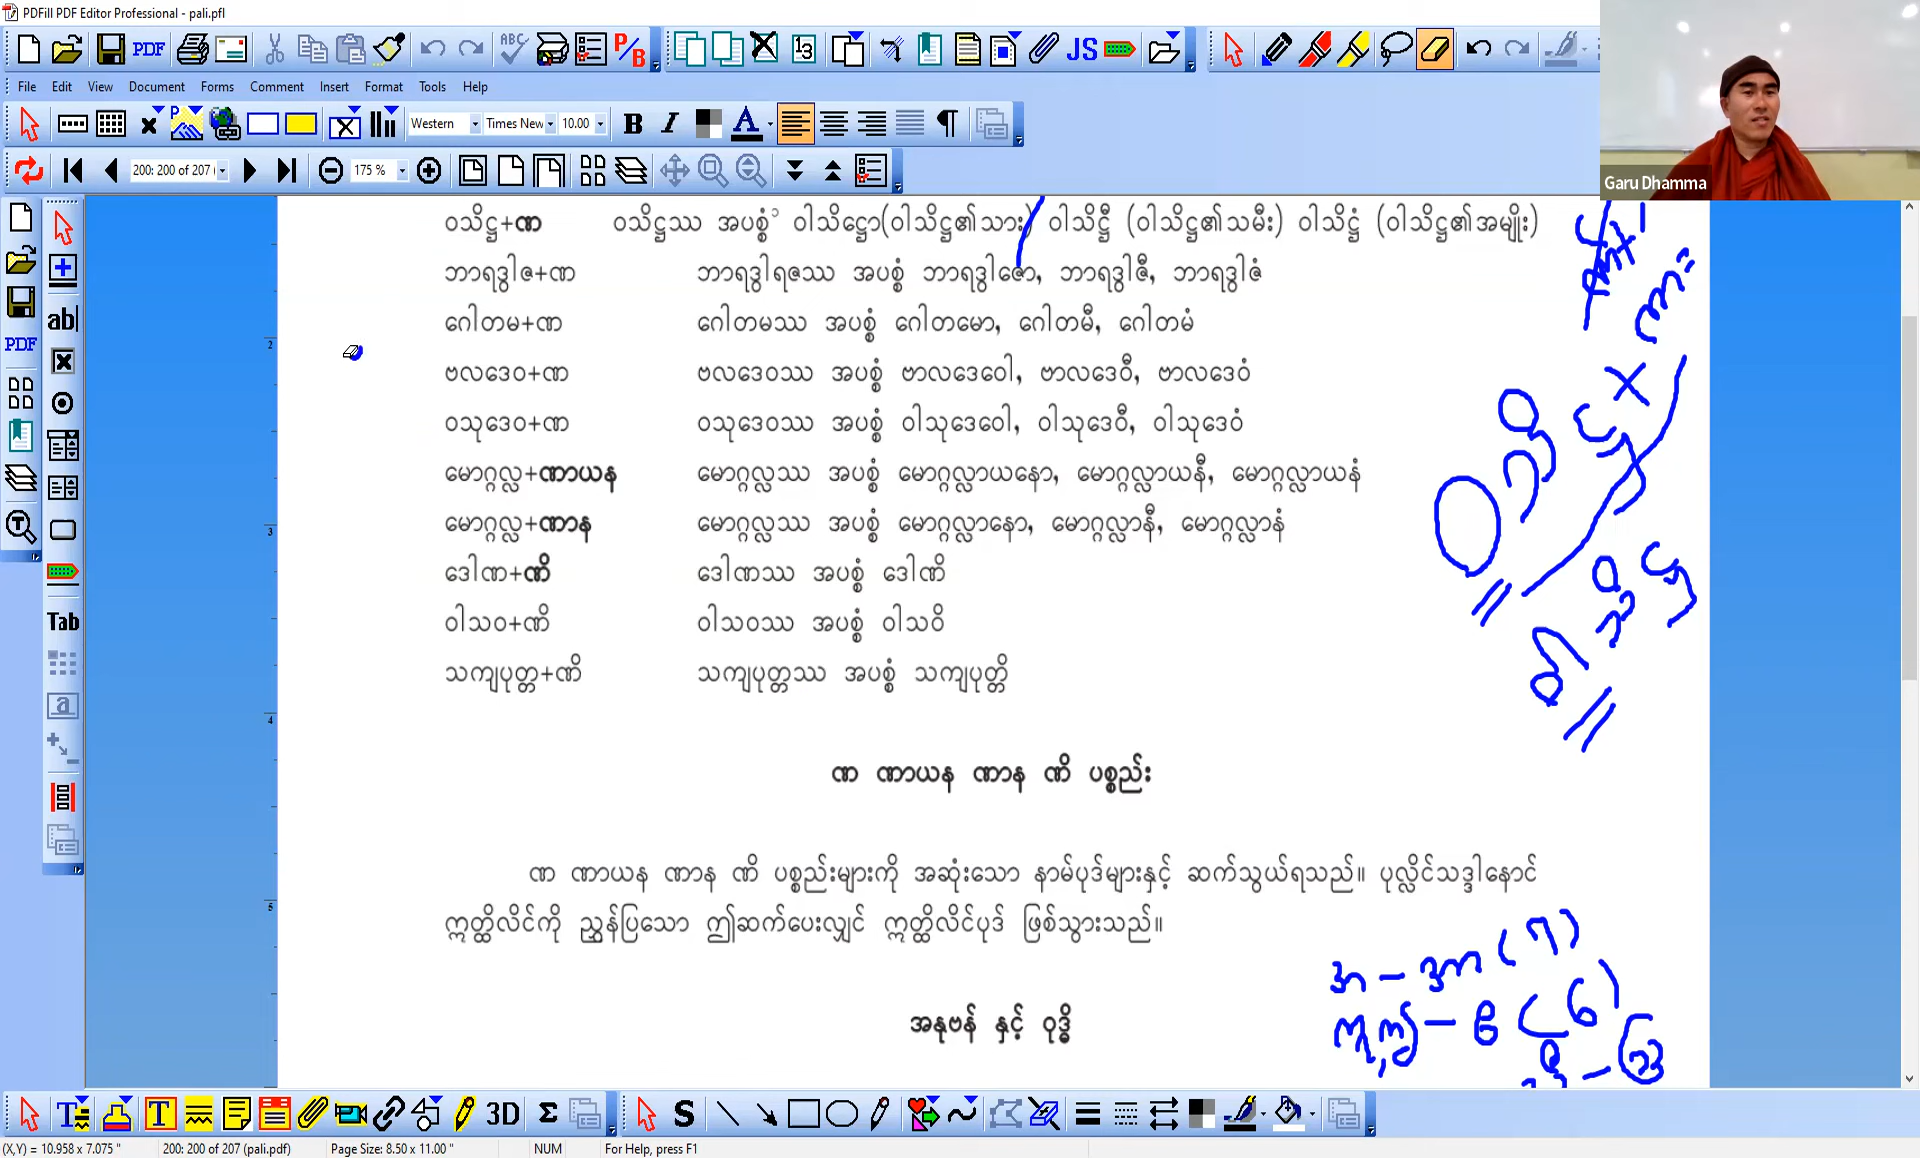 PDFill PDF Editor Professional - pali.pfl
File Edit View Document Forms Comment Insert Format Tools Help
Western Times New 10.00
200: 200 of 207 175 %
Garu Dhamma
ဝသိဋ္ဌ+ဏ ဝသိဋ္ဌဿ အပစ္စံ ဝါသိဋ္ဌော(ဝါသိဋ္ဌ၏သား) ဝါသိဋ္ဌီ (ဝါသိဋ္ဌ၏သမီး) ဝါသိဋ္ဌံ (ဝါသိဋ္ဌ၏အမျိုး)
ဘာရဒွါဇ+ဏ ဘာရဒွါရဇဿ အပစ္စံ ဘာရဒွါဇော, ဘာရဒွါဇီ, ဘာရဒွါဇံ
ဂေါတမ+ဏ ဂေါတမဿ အပစ္စံ ဂေါတမော, ဂေါတမီ, ဂေါတမံ
ဗလဒေဝ+ဏ ဗလဒေဝဿ အပစ္စံ ဗာလဒေဝေါ, ဗာလဒေဝီ, ဗာလဒေဝံ
ဝသုဒေဝ+ဏ ဝသုဒေဝဿ အပစ္စံ ဝါသုဒေဝေါ, ဝါသုဒေဝီ, ဝါသုဒေဝံ
မောဂ္ဂလ္လ+ဏာယန မောဂ္ဂလ္လဿ အပစ္စံ မောဂ္ဂလ္လာယနော, မောဂ္ဂလ္လာယနီ, မောဂ္ဂလ္လာယနံ
မောဂ္ဂလ္လ+ဏာန မောဂ္ဂလ္လဿ အပစ္စံ မောဂ္ဂလ္လာနော, မောဂ္ဂလ္လာနီ, မောဂ္ဂလ္လာနံ
ဒေါဏ+ဏိ ဒေါဏဿ အပစ္စံ ဒေါဏိ
ဝါသဝ+ဏိ ဝါသဝဿ အပစ္စံ ဝါသဝိ
သကျပုတ္တ+ဏိ သကျပုတ္တဿ အပစ္စံ သကျပုတ္တိ
ဏ ဏာယန ဏာန ဏိ ပစ္စည်း
ဏ ဏာယန ဏာန ဏိ ပစ္စည်းများကို အဆုံးသော နာမ်ပုဒ်များနှင့် ဆက်သွယ်ရသည်။ ပုလ္လိင်သဒ္ဒါနောင်
ဣတ္ထိလိင်ကို ညွှန်ပြသော ဤဆက်ပေးလျှင် ဣတ္ထိလိင်ပုဒ် ဖြစ်သွားသည်။
အနုဗန် နှင့် ဝုဒ္ဓိ
အ – အာ (၇)
ဣ, ဤ – ဧ (၆)
(X,Y) = 10.958 x 7.075 " 200: 200 of 207 (pali.pdf) Page Size: 8.50 x 11.00 " NUM For Help, press F1